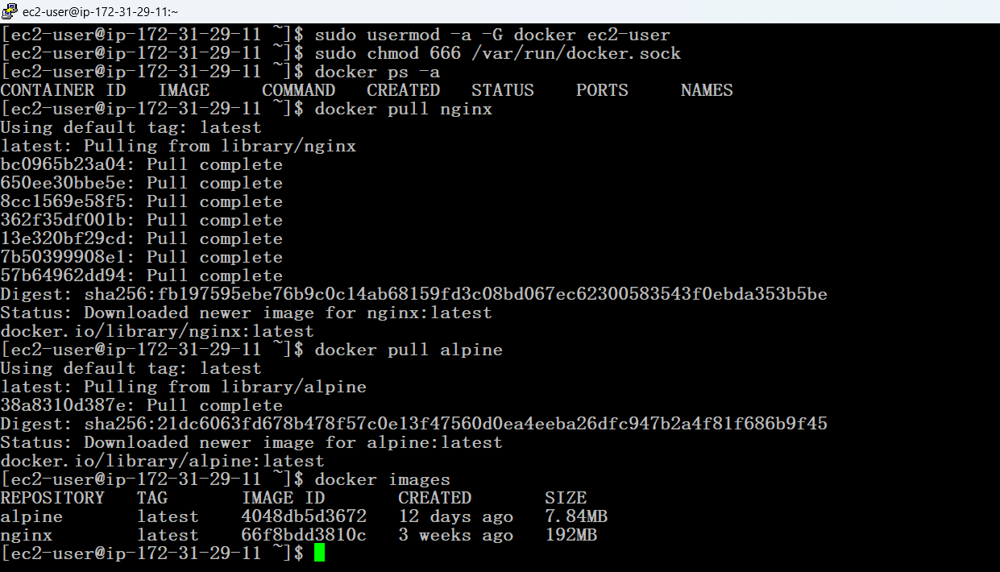 ec2-user@ip-172-31-29-11:~
[ec2-user@ip-172-31-29-11 ~]$ sudo usermod -a -G docker ec2-user
[ec2-user@ip-172-31-29-11 ~]$ sudo chmod 666 /var/run/docker.sock
[ec2-user@ip-172-31-29-11 ~]$ docker ps -a
CONTAINER ID   IMAGE     COMMAND   CREATED   STATUS    PORTS     NAMES
[ec2-user@ip-172-31-29-11 ~]$ docker pull nginx
Using default tag: latest
latest: Pulling from library/nginx
bc0965b23a04: Pull complete
650ee30bbe5e: Pull complete
8cc1569e58f5: Pull complete
362f35df001b: Pull complete
13e320bf29cd: Pull complete
7b50399908e1: Pull complete
57b64962dd94: Pull complete
Digest: sha256:fb197595ebe76b9c0c14ab68159fd3c08bd067ec62300583543f0ebda353b5be
Status: Downloaded newer image for nginx:latest
docker.io/library/nginx:latest
[ec2-user@ip-172-31-29-11 ~]$ docker pull alpine
Using default tag: latest
latest: Pulling from library/alpine
38a8310d387e: Pull complete
Digest: sha256:21dc6063fd678b478f57c0e13f47560d0ea4eeba26dfc947b2a4f81f686b9f45
Status: Downloaded newer image for alpine:latest
docker.io/library/alpine:latest
[ec2-user@ip-172-31-29-11 ~]$ docker images
REPOSITORY   TAG       IMAGE ID       CREATED       SIZE
alpine       latest    4048db5d3672   12 days ago   7.84MB
nginx        latest    66f8bdd3810c   3 weeks ago   192MB
[ec2-user@ip-172-31-29-11 ~]$